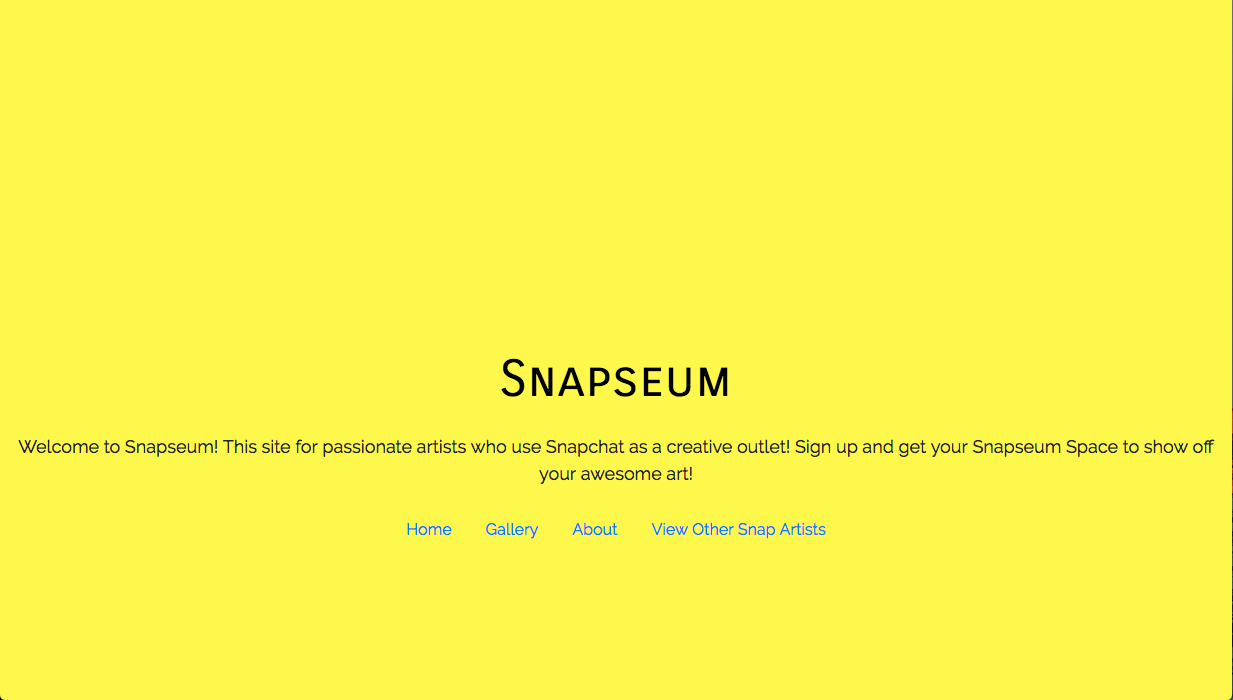 Snapseum
Welcome to Snapseum! This site for passionate artists who use Snapchat as a creative outlet! Sign up and get your Snapseum Space to show off
your awesome art!
Home Gallery About View Other Snap Artists